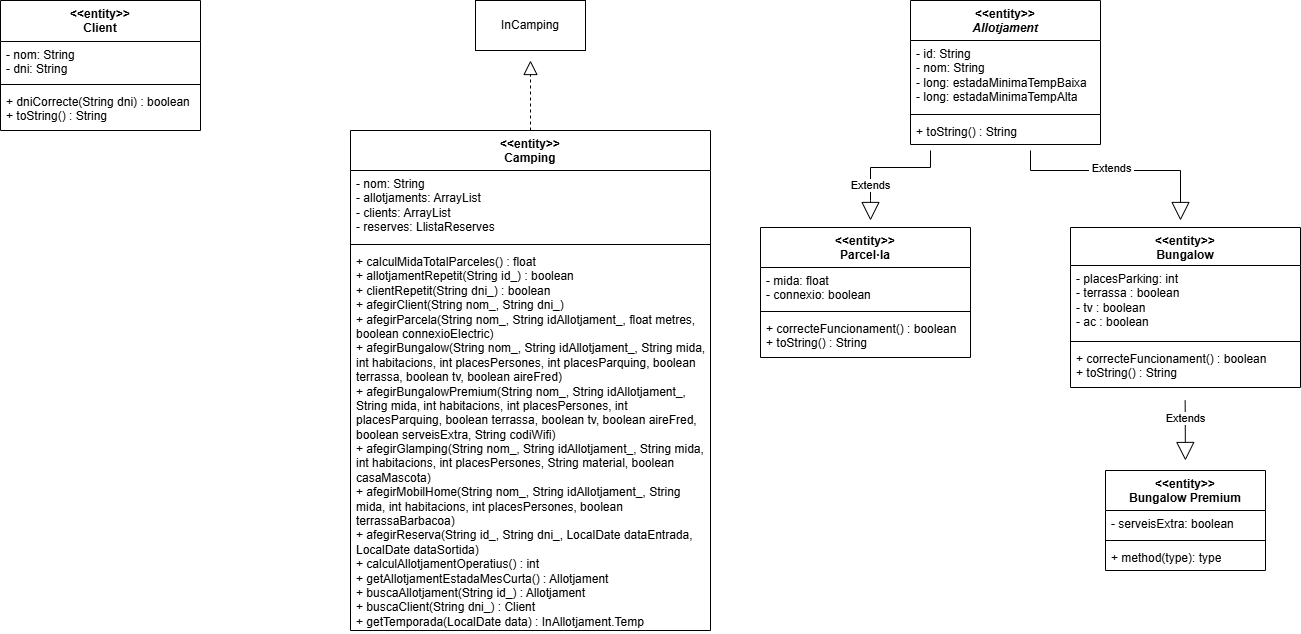 <<entity>>
Client
- nom: String
- dni: String
+ dniCorrecte(String dni) : boolean
+ toString() : String
InCamping
<<entity>>
Camping
- nom: String
- allotjaments: ArrayList
- clients: ArrayList
- reserves: LlistaReserves
+ calculMidaTotalParceles() : float
+ allotjamentRepetit(String id_) : boolean
+ clientRepetit(String dni_) : boolean
+ afegirClient(String nom_, String dni_)
+ afegirParcela(String nom_, String idAllotjament_, float metres,
boolean connexioElectric)
+ afegirBungalow(String nom_, String idAllotjament_, String mida,
int habitacions, int placesPersones, int placesParquing, boolean
terrassa, boolean tv, boolean aireFred)
+ afegirBungalowPremium(String nom_, String idAllotjament_,
String mida, int habitacions, int placesPersones, int
placesParquing, boolean terrassa, boolean tv, boolean aireFred,
boolean serveisExtra, String codiWifi)
+ afegirGlamping(String nom_, String idAllotjament_, String mida,
int habitacions, int placesPersones, String material, boolean
casaMascota)
+ afegirMobilHome(String nom_, String idAllotjament_, String
mida, int habitacions, int placesPersones, boolean
terrassaBarbacoa)
+ afegirReserva(String id_, String dni_, LocalDate dataEntrada,
LocalDate dataSortida)
+ calculAllotjamentOperatius() : int
+ getAllotjamentEstadaMesCurta() : Allotjament
+ buscaAllotjament(String id_) : Allotjament
+ buscaClient(String dni_) : Client
+ getTemporada(LocalDate data) : InAllotjament.Temp
<<entity>>
Allotjament
- id: String
- nom: String
- long: estadaMinimaTempBaixa
- long: estadaMinimaTempAlta
+ toString() : String
Extends
Extends
<<entity>>
Parcel·la
- mida: float
- connexio: boolean
+ correcteFuncionament() : boolean
+ toString() : String
<<entity>>
Bungalow
- placesParking: int
- terrassa : boolean
- tv : boolean
- ac : boolean
+ correcteFuncionament() : boolean
+ toString() : String
Extends
<<entity>>
Bungalow Premium
- serveisExtra: boolean
+ method(type): type